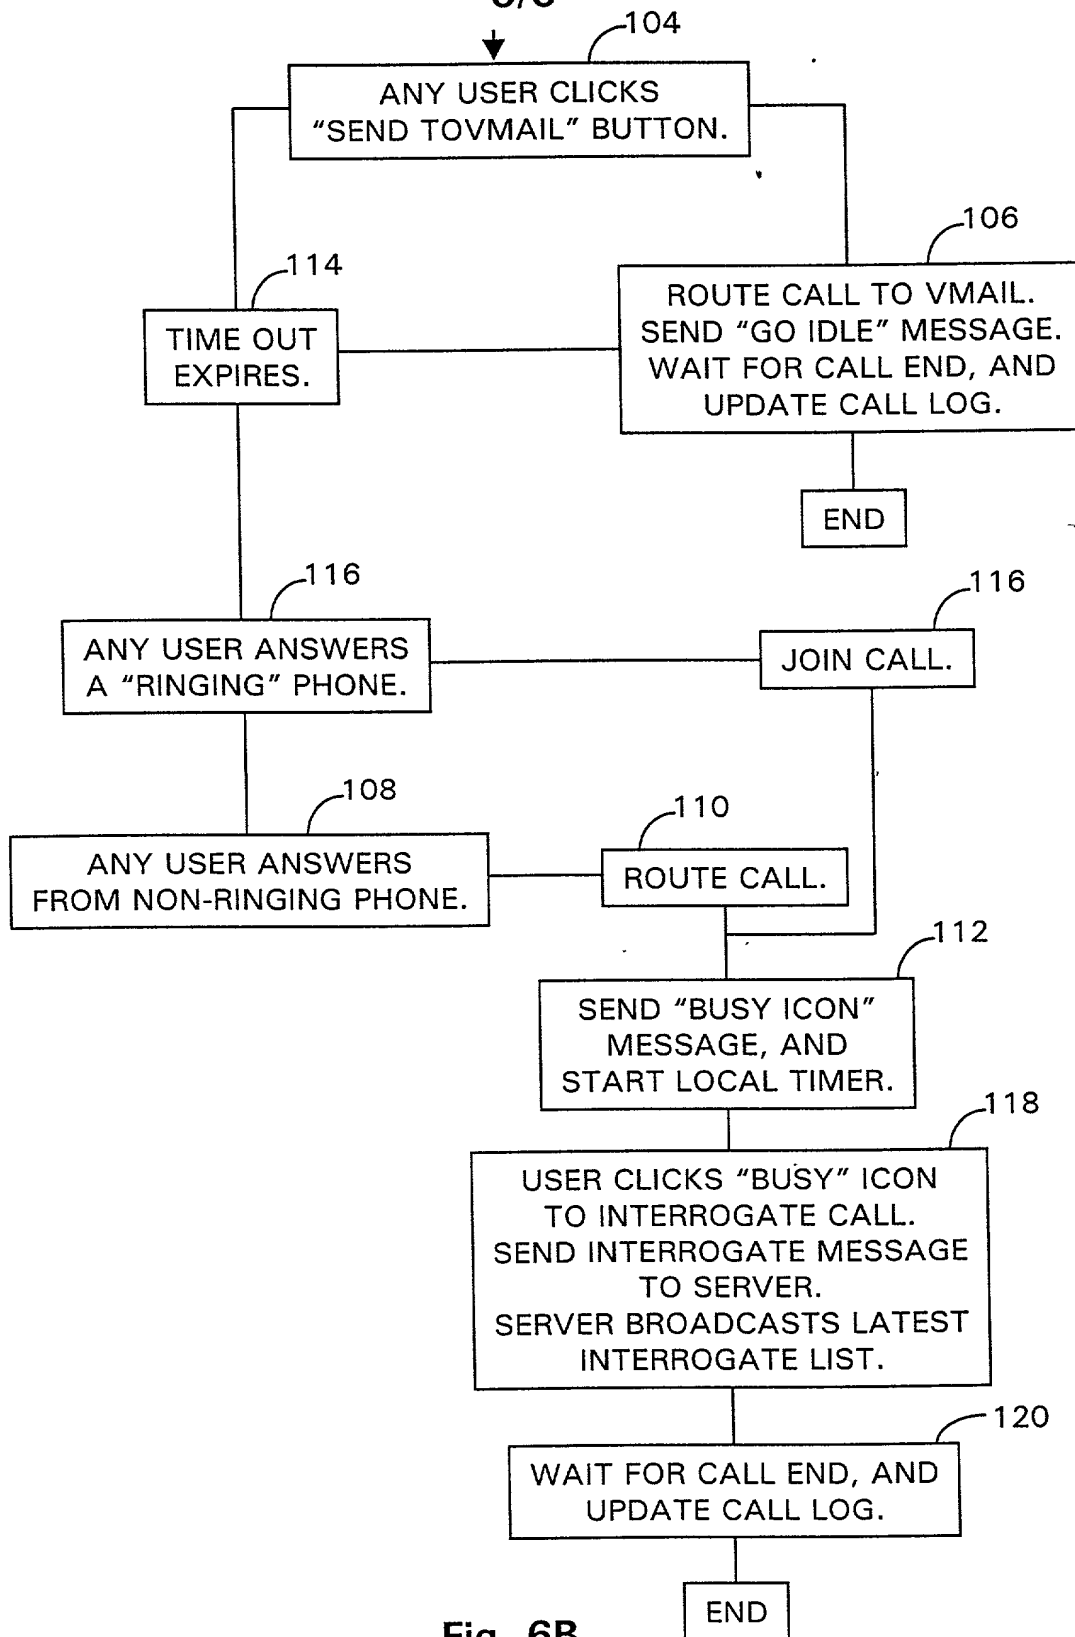 104
ANY USER CLICKS
“SEND TOVMAIL” BUTTON.
106
114
ROUTE CALL TO VMAIL.
SEND “GO IDLE” MESSAGE.
WAIT FOR CALL END, AND
UPDATE CALL LOG.
TIME OUT
EXPIRES.
END
116
ANY USER ANSWERS
A “RINGING” PHONE.
116
JOIN CALL.
108
ANY USER ANSWERS
FROM NON-RINGING PHONE.
110
ROUTE CALL.
112
SEND “BUSY ICON”
MESSAGE, AND
START LOCAL TIMER.
118
USER CLICKS “BUSY” ICON
TO INTERROGATE CALL.
SEND INTERROGATE MESSAGE
TO SERVER.
SERVER BROADCASTS LATEST
INTERROGATE LIST.
120
WAIT FOR CALL END, AND
UPDATE CALL LOG.
END
Fig. 6B